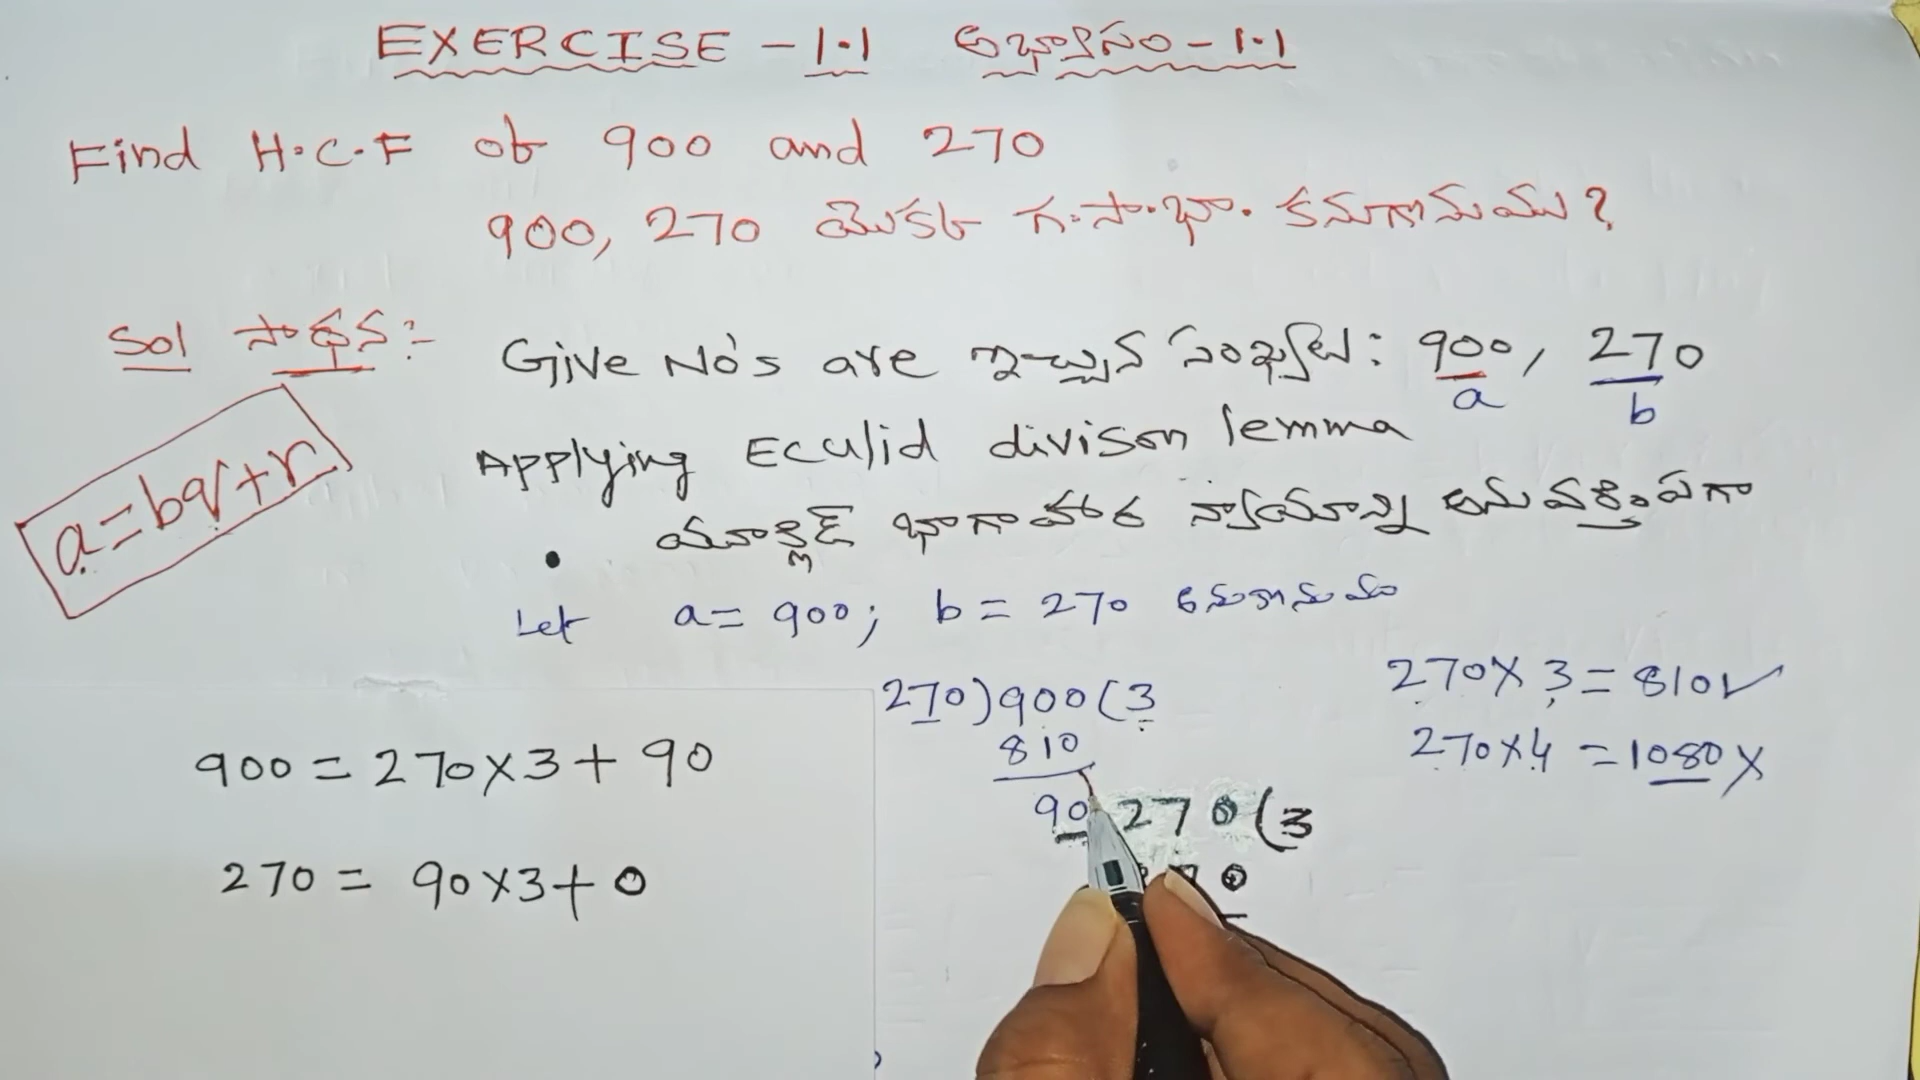 EXERCISE - 1.1 అభ్యాసం - 1.1
Find H.C.F of 900 and 270
900, 270 యొక్క గ.సా.భా. కనుగొనుము?
Sol సాధన:-
Give No's are ఇచ్చిన సంఖ్యలు: 900, 270
a b
a = bq + r
Applying Eculid divison lemma
యూక్లిడ్ భాగాహార న్యాయాన్ని అనువర్తింపగా
Let a = 900; b = 270 అనుకొనుము
270)900(3
810
90 270(3
0
270 X 3 = 810 ✓
270 X 4 = 1080 X
900 = 270 X 3 + 90
270 = 90 X 3 + 0